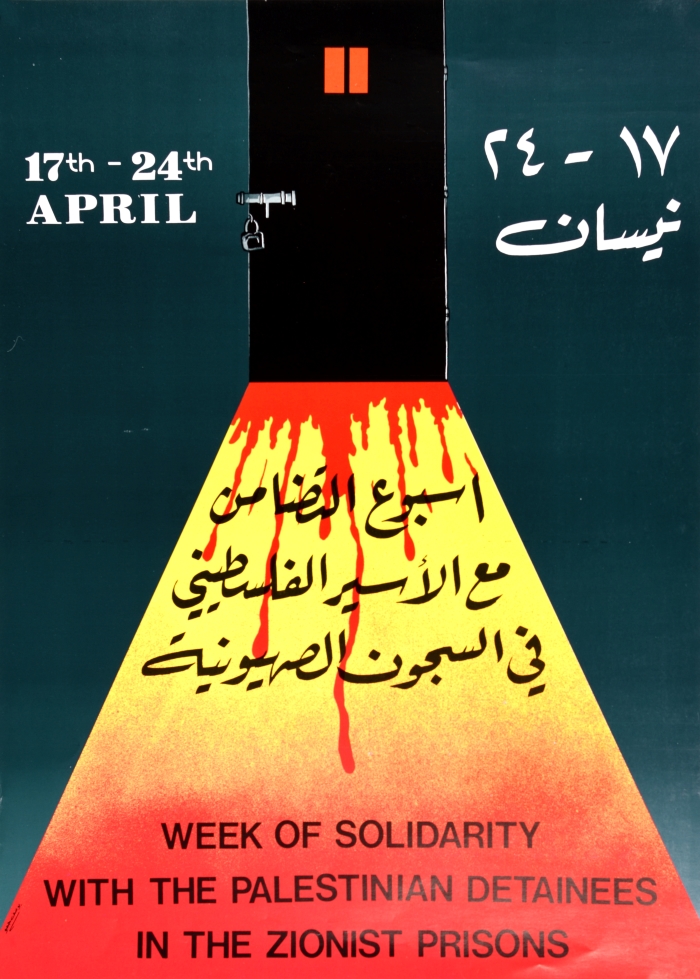 17th - 24th
APRIL
١٧ - ٢٤
نيسان
اسبوع التضامن
مع الأسير الفلسطيني
في السجون الصهيونية
WEEK OF SOLIDARITY
WITH THE PALESTINIAN DETAINEES
IN THE ZIONIST PRISONS